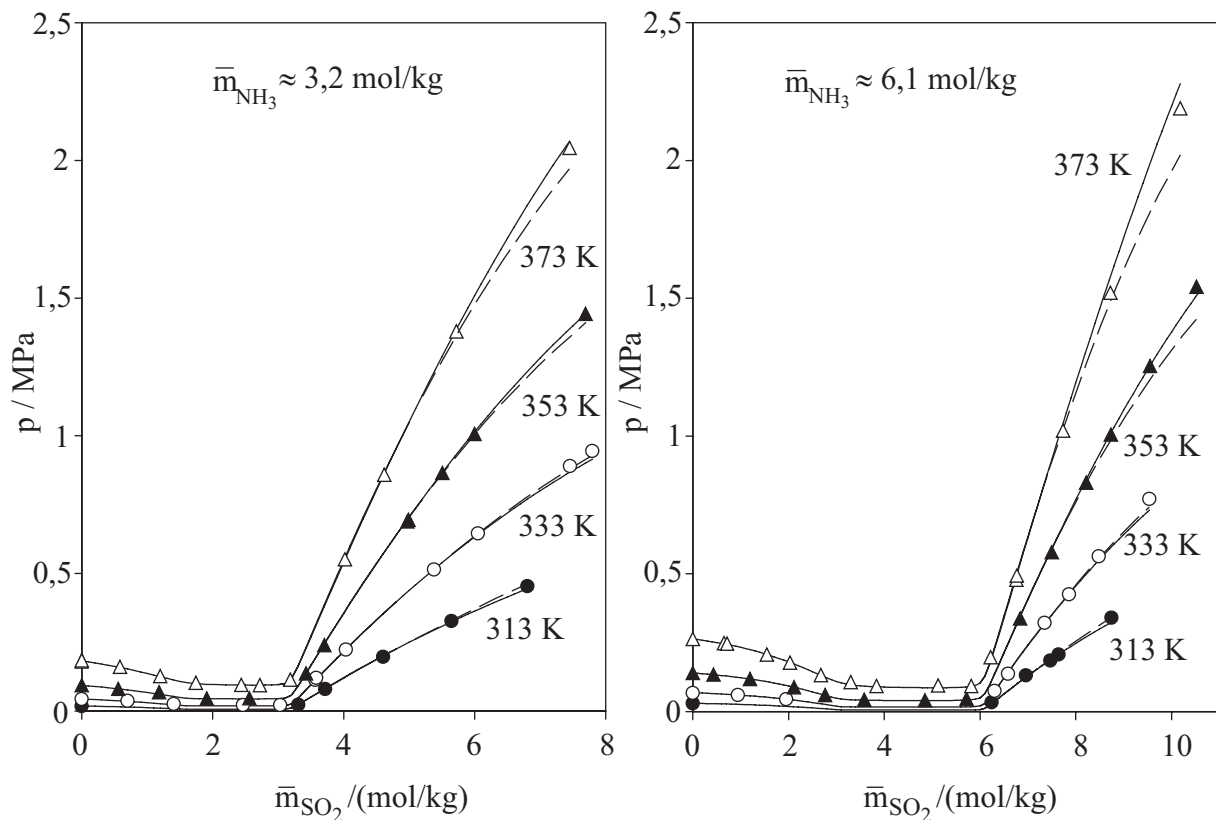 2,5
2
1,5
1
0,5
0
p / MPa
m̅NH₃ ≈ 3,2 mol/kg
373 K
353 K
333 K
313 K
0 2 4 6 8
m̅SO₂ /(mol/kg)
2,5
2
1,5
1
0,5
0
p / MPa
m̅NH₃ ≈ 6,1 mol/kg
373 K
353 K
333 K
313 K
0 2 4 6 8 10
m̅SO₂ /(mol/kg)